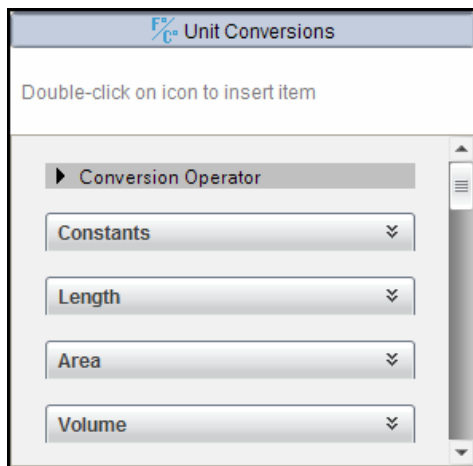 F°/C° Unit Conversions
Double-click on icon to insert item
Conversion Operator
Constants
Length
Area
Volume